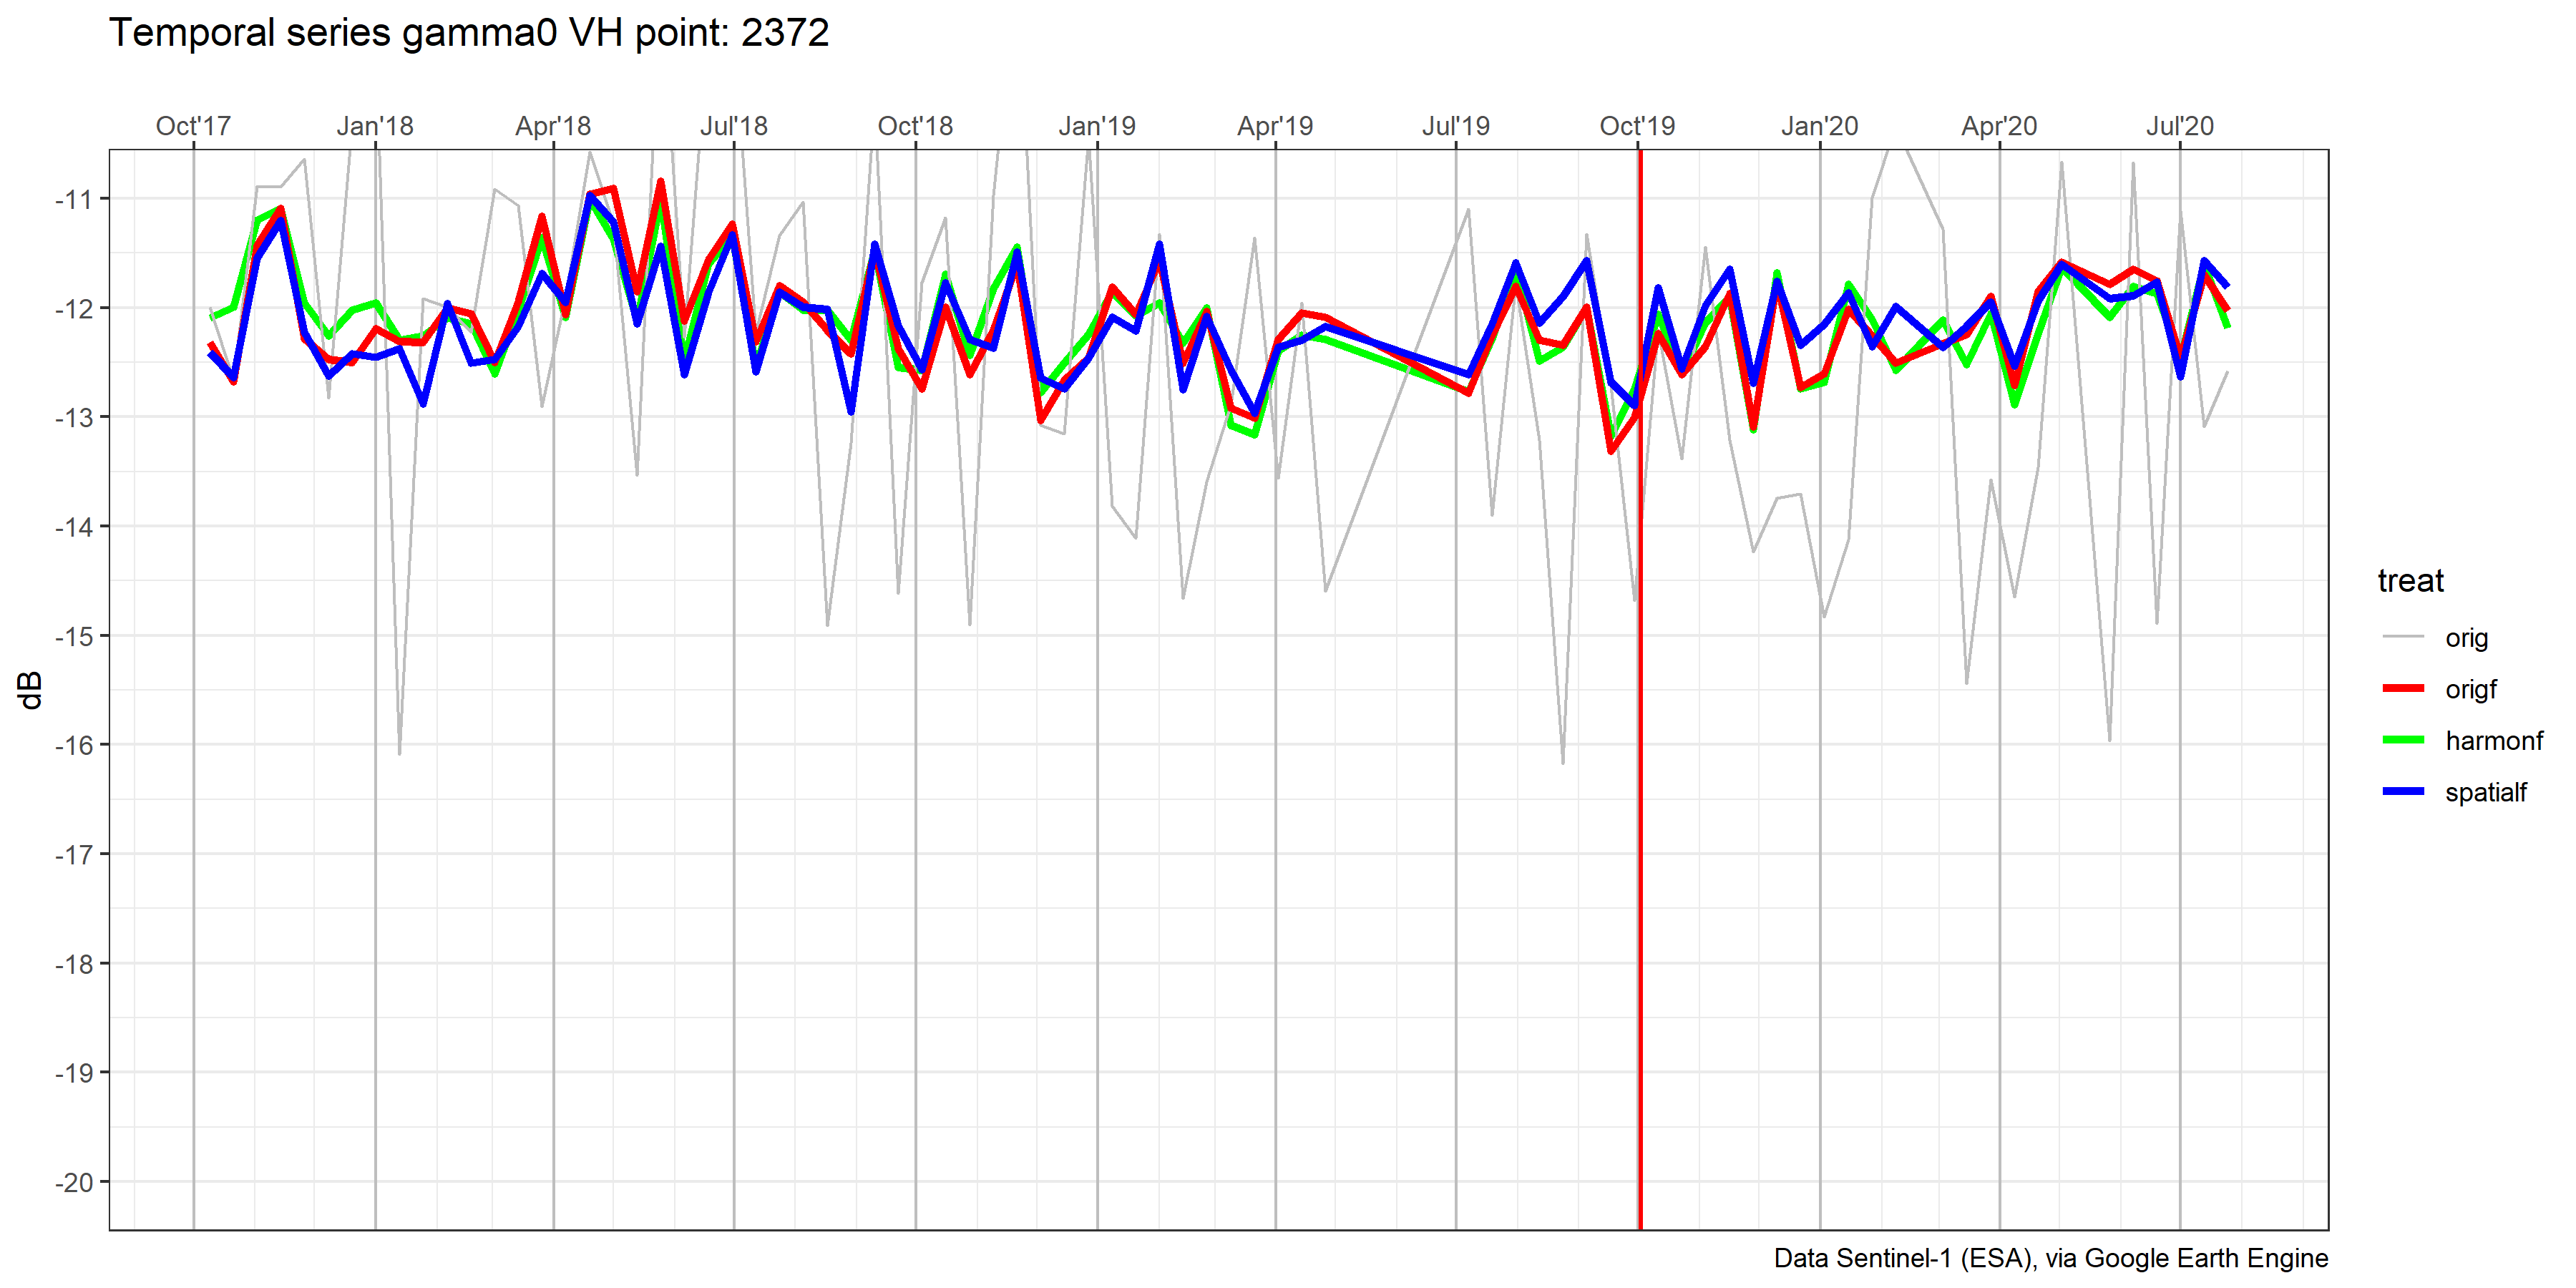 Temporal series gamma0 VH point: 2372
Oct'17 Jan'18 Apr'18 Jul'18 Oct'18 Jan'19 Apr'19 Jul'19 Oct'19 Jan'20 Apr'20 Jul'20
-11
-12
-13
-14
-15
-16
-17
-18
-19
-20
dB
treat
orig
origf
harmonf
spatialf
Data Sentinel-1 (ESA), via Google Earth Engine